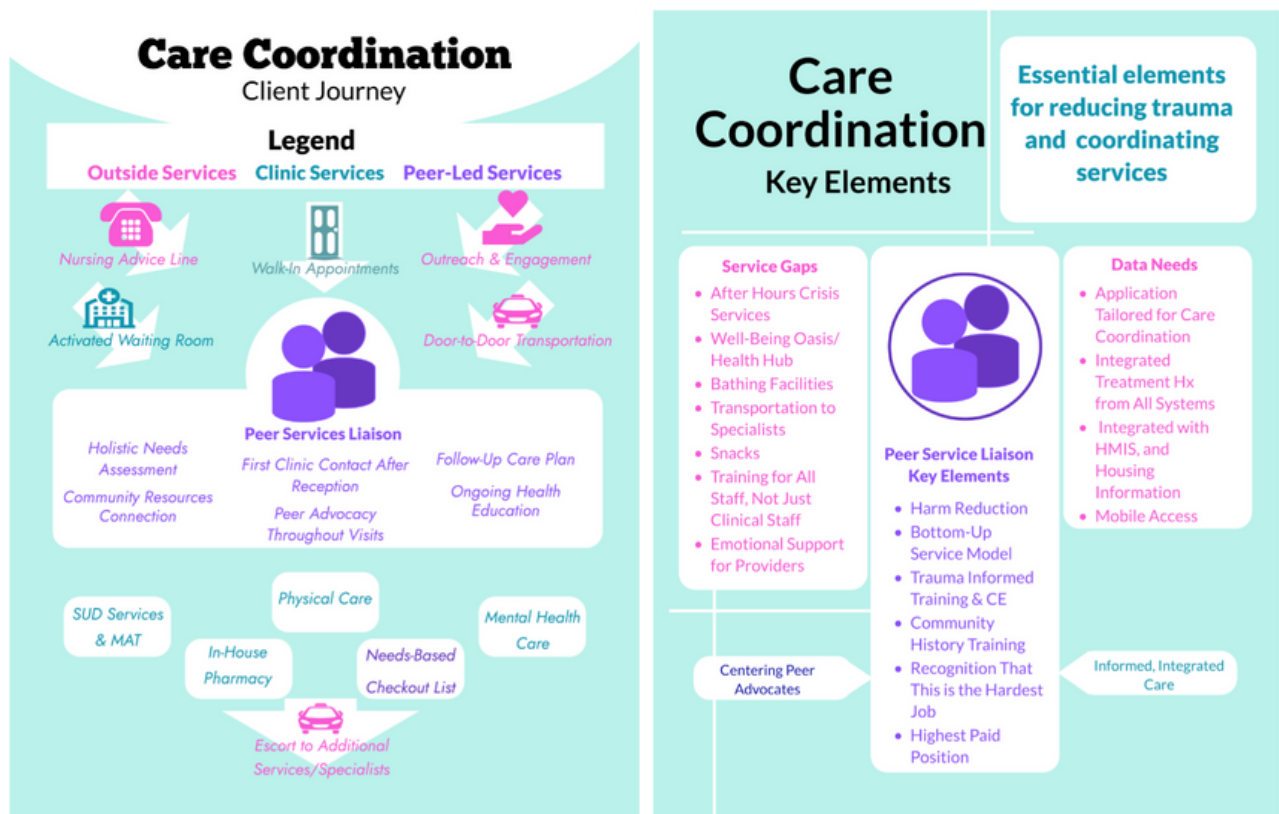 Care Coordination
Client Journey
Legend
Outside Services Clinic Services Peer-Led Services
Nursing Advice Line
Walk-In Appointments
Outreach & Engagement
Activated Waiting Room
Door-to-Door Transportation
Peer Services Liaison
Holistic Needs
Assessment
Community Resources
Connection
First Clinic Contact After
Reception
Peer Advocacy
Throughout Visits
Follow-Up Care Plan
Ongoing Health
Education
SUD Services
& MAT
Physical Care
Mental Health
Care
In-House
Pharmacy
Needs-Based
Checkout List
Escort to Additional
Services/Specialists
Care
Coordination
Key Elements
Essential elements
for reducing trauma
and coordinating
services
Service Gaps
• After Hours Crisis
Services
• Well-Being Oasis/
Health Hub
• Bathing Facilities
• Transportation to
Specialists
• Snacks
• Training for All
Staff, Not Just
Clinical Staff
• Emotional Support
for Providers
Peer Service Liaison
Key Elements
• Harm Reduction
• Bottom-Up
Service Model
• Trauma Informed
Training & CE
• Community
History Training
• Recognition That
This is the Hardest
Job
• Highest Paid
Position
Data Needs
• Application
Tailored for Care
Coordination
• Integrated
Treatment Hx
from All Systems
• Integrated with
HMIS, and
Housing
Information
• Mobile Access
Centering Peer
Advocates
Informed, Integrated
Care